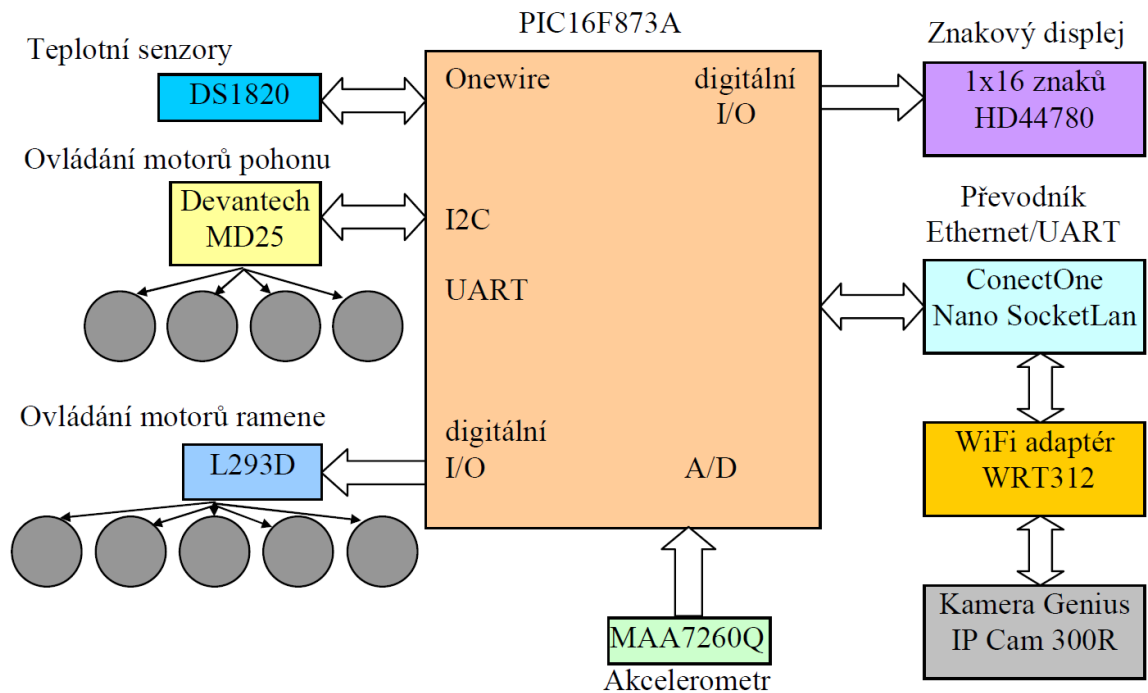 PIC16F873A
Teplotní senzory
DS1820
Ovládání motorů pohonu
Devantech
MD25
Ovládání motorů ramene
L293D
Onewire
I2C
UART
digitální
I/O
digitální
I/O
A/D
MAA7260Q
Akcelerometr
Znakový displej
1x16 znaků
HD44780
Převodník
Ethernet/UART
ConectOne
Nano SocketLan
WiFi adaptér
WRT312
Kamera Genius
IP Cam 300R